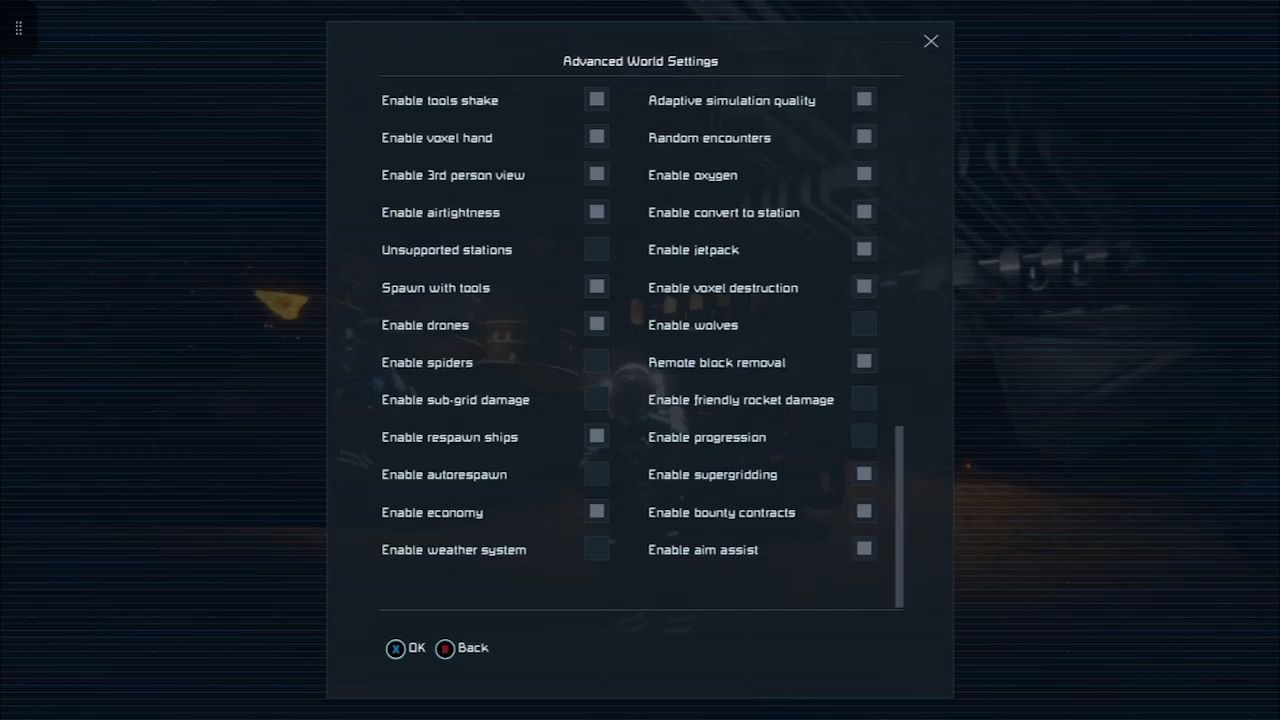 Advanced World Settings
Enable tools shake Adaptive simulation quality
Enable voxel hand Random encounters
Enable 3rd person view Enable oxygen
Enable airtightness Enable convert to station
Unsupported stations Enable jetpack
Spawn with tools Enable voxel destruction
Enable drones Enable wolves
Enable spiders Remote block removal
Enable sub-grid damage Enable friendly rocket damage
Enable respawn ships Enable progression
Enable autorespawn Enable supergridding
Enable economy Enable bounty contracts
Enable weather system Enable aim assist
X OK B Back